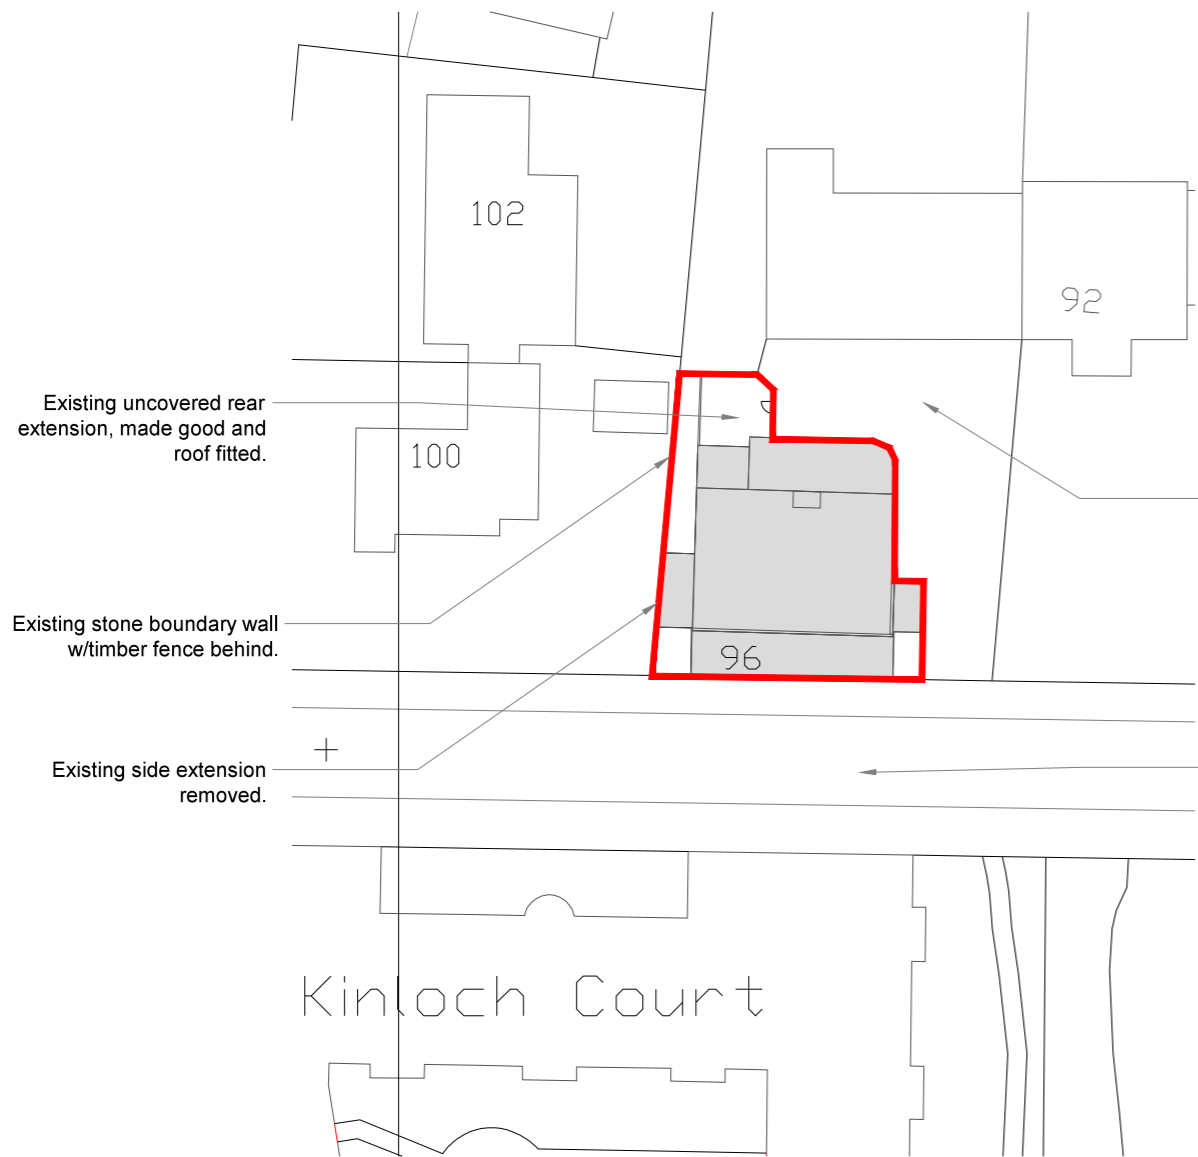 102
92
Existing uncovered rear
extension, made good and
roof fitted.
100
Existing stone boundary wall
w/timber fence behind.
96
Existing side extension
removed.
Kinloch Court